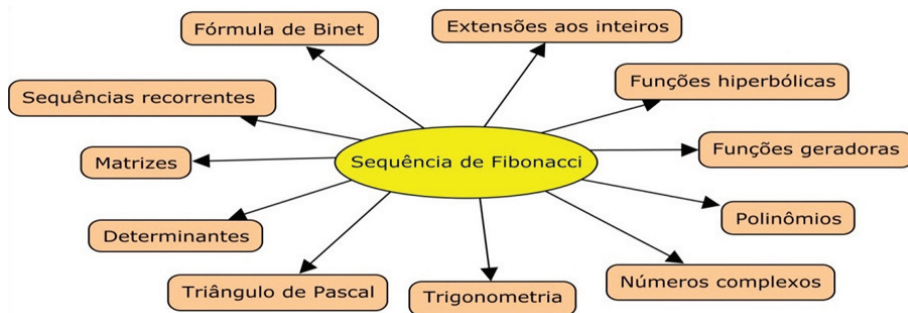 Fórmula de Binet
Extensões aos inteiros
Sequências recorrentes
Funções hiperbólicas
Matrizes
Sequência de Fibonacci
Funções geradoras
Determinantes
Polinômios
Triângulo de Pascal
Trigonometria
Números complexos